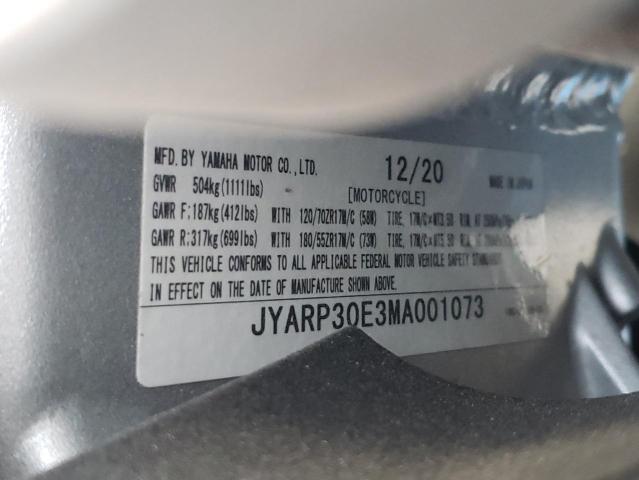 MFD. BY YAMAHA MOTOR CO., LTD. 12/20 MADE IN JAPAN
GVWR 504kg(1111lbs) [MOTORCYCLE]
GAWR F:187kg(412lbs) WITH 120/70ZR17M/C (58W) TIRE, 17M/C×MT3.50 RIM, AT
GAWR R:317kg(699lbs) WITH 180/55ZR17M/C (73W) TIRE, 17M/C×MT5.50 RIM, AT
THIS VEHICLE CONFORMS TO ALL APPLICABLE FEDERAL MOTOR VEHICLE SAFETY STANDARDS
IN EFFECT ON THE DATE OF MANUFACTURE SHOWN ABOVE.
JYARP30E3MA001073